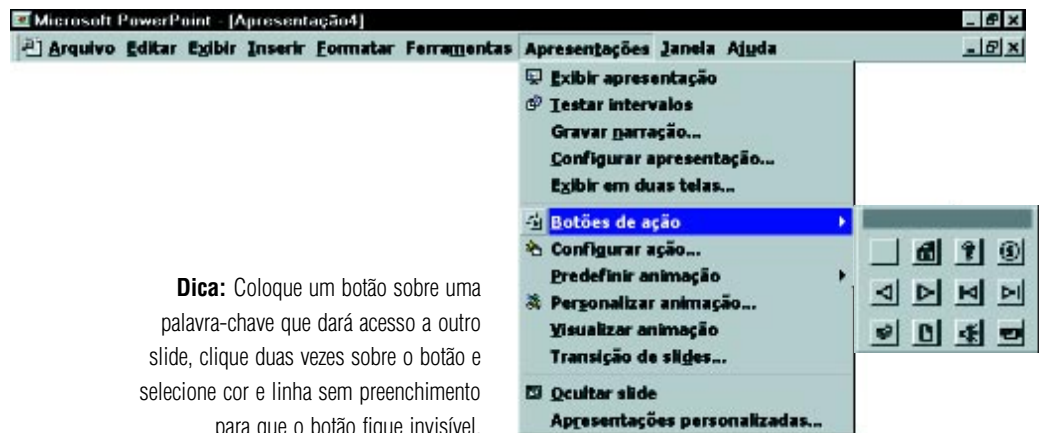 Microsoft PowerPoint - [Apresentação4]
Arquivo Editar Exibir Inserir Formatar Ferramentas Apresentações Janela Ajuda
Exibir apresentação
Testar intervalos
Gravar narração...
Configurar apresentação...
Exibir em duas telas...
Botões de ação
Configurar ação...
Predefinir animação
Personalizar animação...
Visualizar animação
Transição de slides...
Ocultar slide
Apresentações personalizadas...
Dica: Coloque um botão sobre uma
palavra-chave que dará acesso a outro
slide, clique duas vezes sobre o botão e
selecione cor e linha sem preenchimento
para que o botão fique invisível.